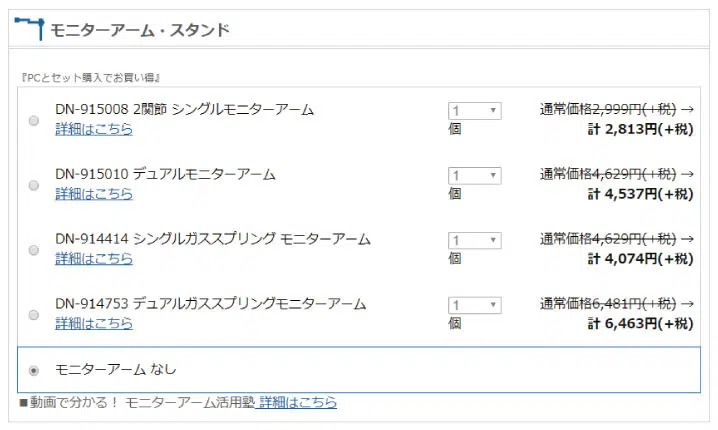 モニターアーム・スタンド
『PCとセット購入でお買い得』
DN-915008 2関節 シングルモニターアーム 1 通常価格2,999円(+税) →
詳細はこちら 個 計 2,813円(+税)
DN-915010 デュアルモニターアーム 1 通常価格4,629円(+税) →
詳細はこちら 個 計 4,537円(+税)
DN-914414 シングルガススプリング モニターアーム 1 通常価格4,629円(+税) →
詳細はこちら 個 計 4,074円(+税)
DN-914753 デュアルガススプリングモニターアーム 1 通常価格6,481円(+税) →
詳細はこちら 個 計 6,463円(+税)
モニターアーム なし
■動画で分かる！ モニターアーム活用塾 詳細はこちら